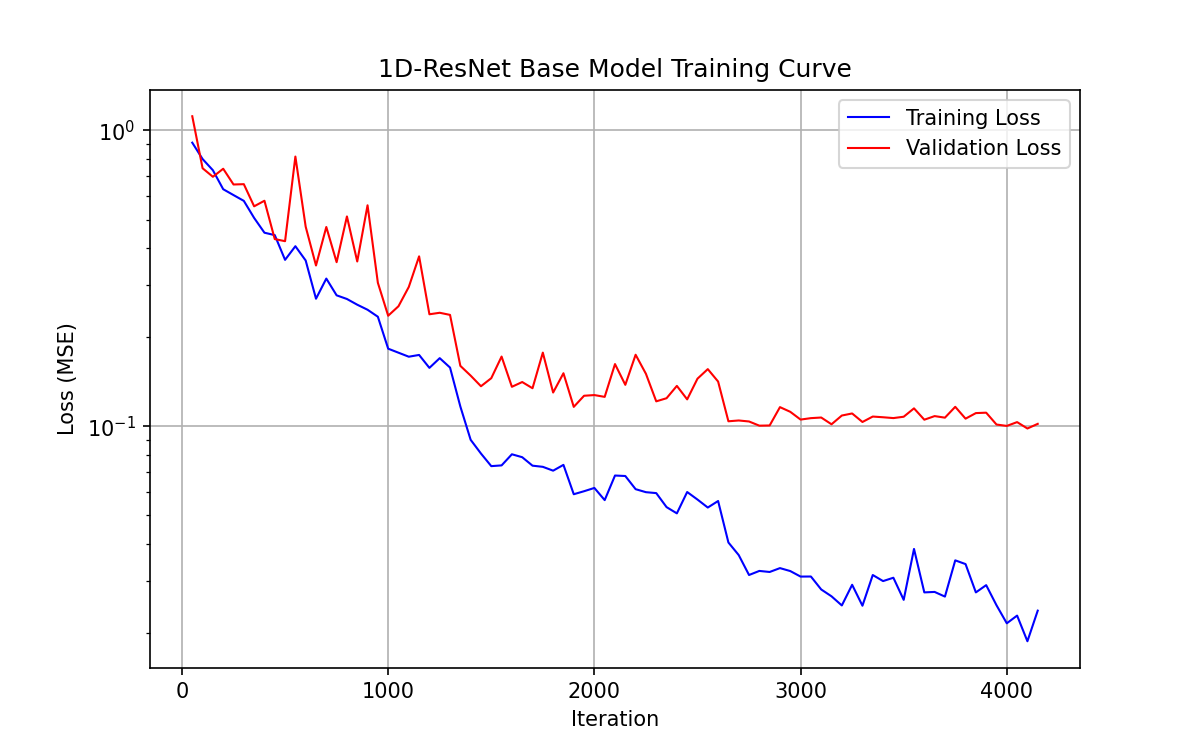 1D-ResNet Base Model Training Curve
Training Loss
Validation Loss
Loss (MSE)
10⁰
10⁻¹
0 1000 2000 3000 4000
Iteration